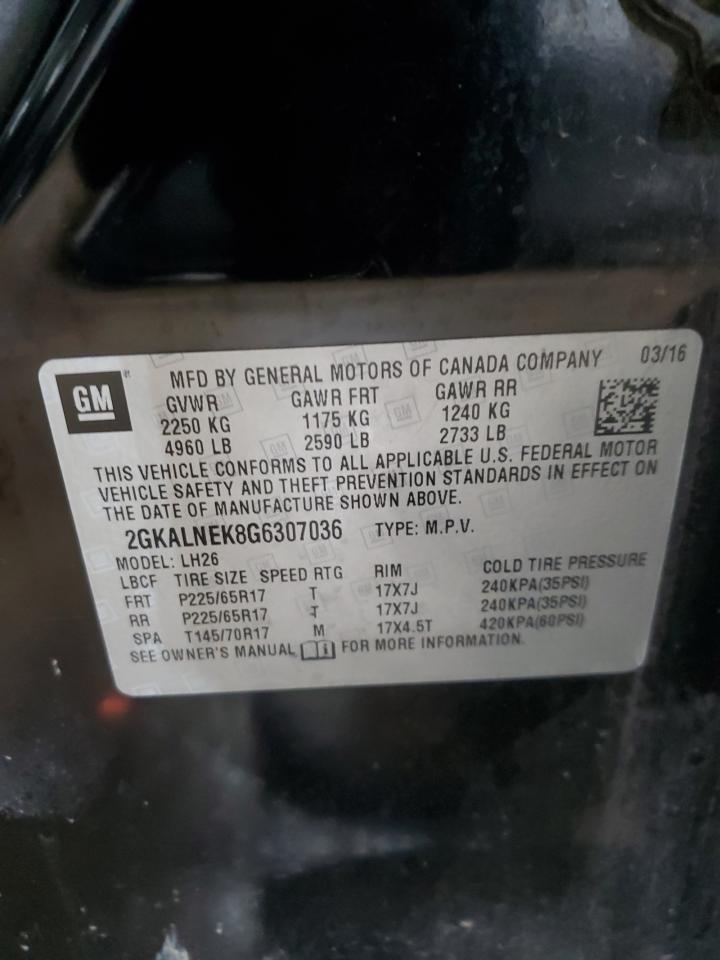 GM
MFD BY GENERAL MOTORS OF CANADA COMPANY 03/16
GVWR GAWR FRT GAWR RR
2250 KG 1175 KG 1240 KG
4960 LB 2590 LB 2733 LB
THIS VEHICLE CONFORMS TO ALL APPLICABLE U.S. FEDERAL MOTOR
VEHICLE SAFETY AND THEFT PREVENTION STANDARDS IN EFFECT ON
THE DATE OF MANUFACTURE SHOWN ABOVE.
2GKALNEK8G6307036 TYPE: M.P.V.
MODEL: LH26
LBCF TIRE SIZE SPEED RTG RIM COLD TIRE PRESSURE
FRT P225/65R17 T 17X7J 240KPA(35PSI)
RR P225/65R17 T 17X7J 240KPA(35PSI)
SPA T145/70R17 M 17X4.5T 420KPA(60PSI)
SEE OWNER'S MANUAL FOR MORE INFORMATION.